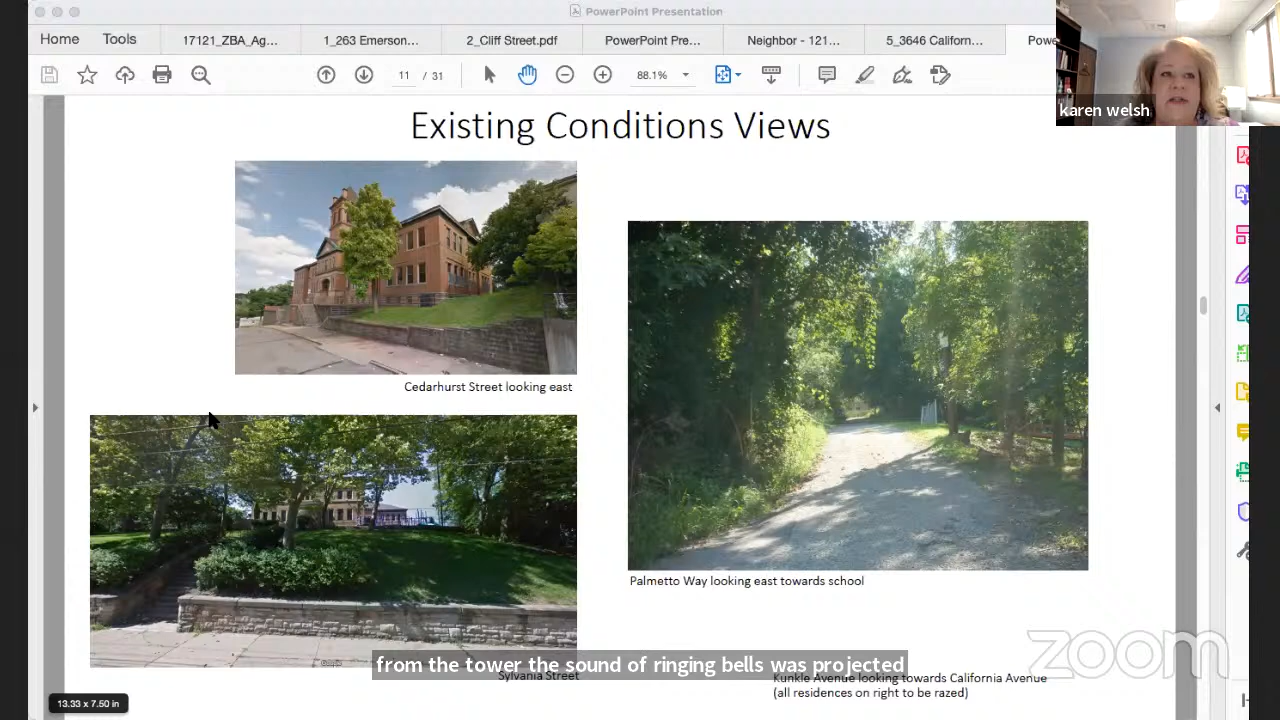 PowerPoint Presentation
Home
Tools
17121_ZBA_Ag...
1_263 Emerson...
2_Cliff Street.pdf
PowerPoint Pre...
Neighbor - 121...
5_3646 Californ...
Powe
11 / 31
88.1%
karen welsh
Existing Conditions Views
Cedarhurst Street looking east
Palmetto Way looking east towards school
from the tower the sound of ringing bells was projected
Sylvania Street
Kunkle Avenue looking towards California Avenue
(all residences on right to be razed)
zoom
13.33 x 7.50 in